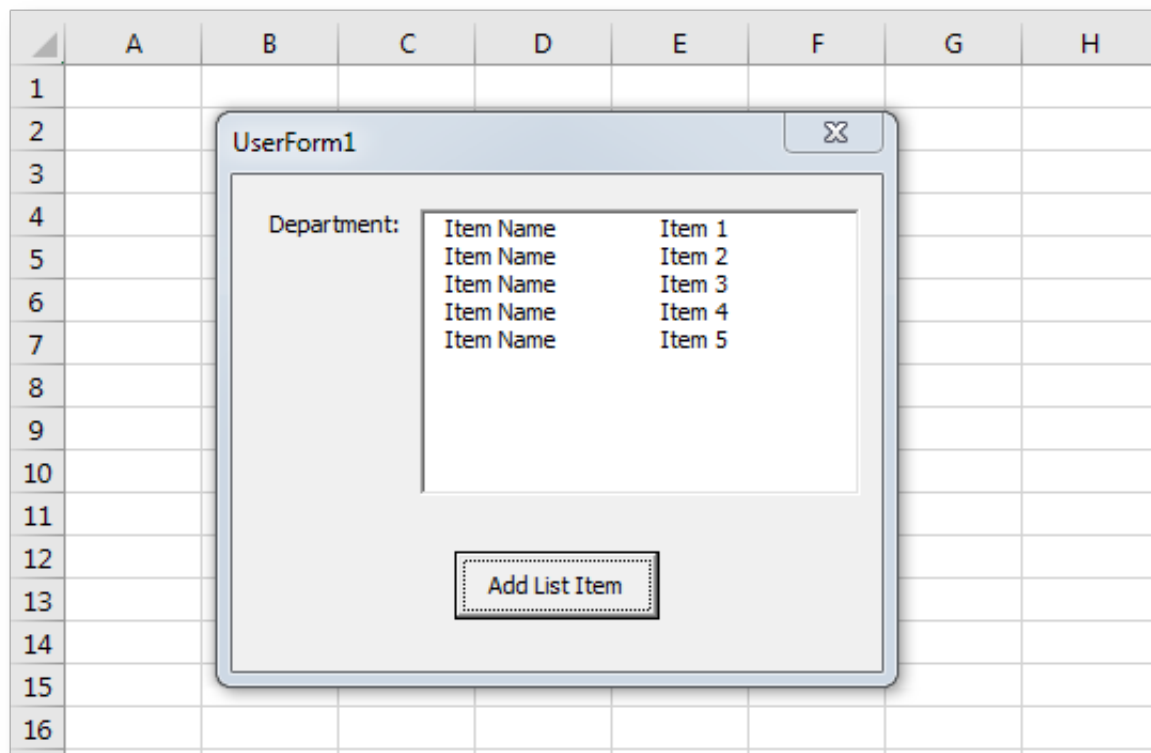 A B C D E F G H
1
2
UserForm1
3
4
Department: Item Name Item 1
5
Item Name Item 2
Item Name Item 3
6
Item Name Item 4
7
Item Name Item 5
8
9
10
11
12
Add List Item
13
14
15
16